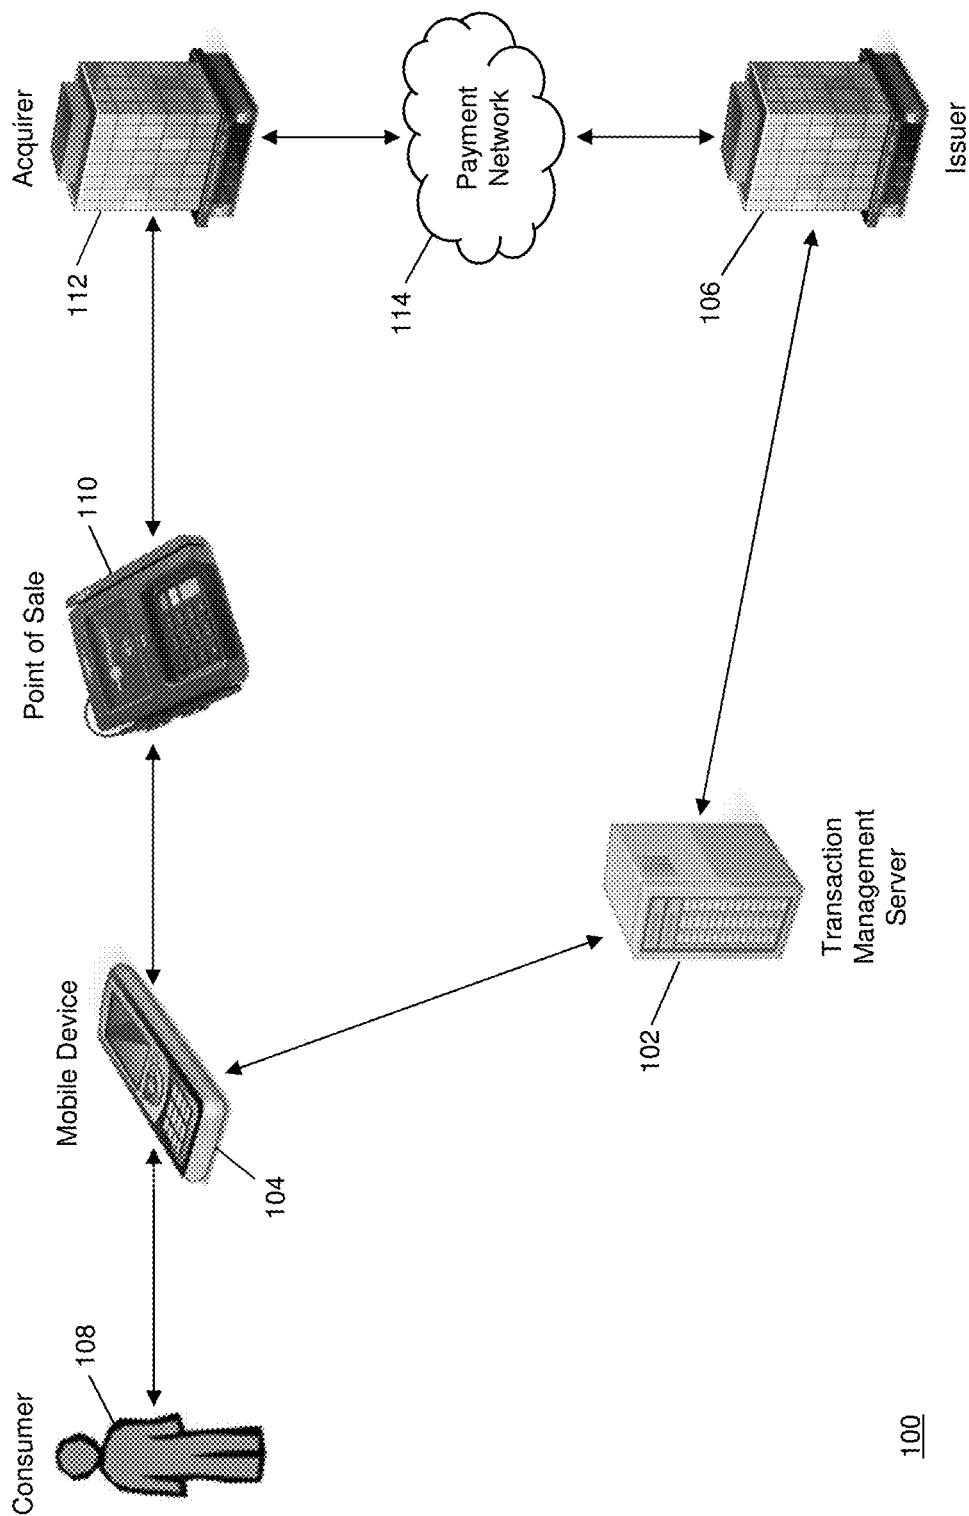 Consumer
108
Mobile Device
104
Point of Sale
110
Acquirer
112
Payment
Network
114
106
Issuer
102
Transaction
Management
Server
100